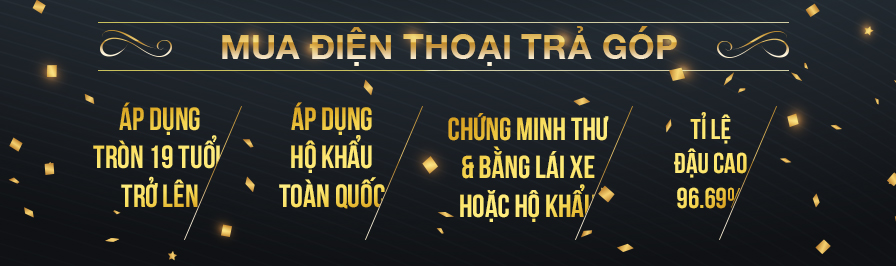 MUA ĐIỆN THOẠI TRẢ GÓP
ÁP DỤNG
TRÒN 19 TUỔI
TRỞ LÊN
ÁP DỤNG
HỘ KHẨU
TOÀN QUỐC
CHỨNG MINH THƯ
& BẰNG LÁI XE
HOẶC HỘ KHẨU
TỈ LỆ
ĐẬU CAO
96.69%